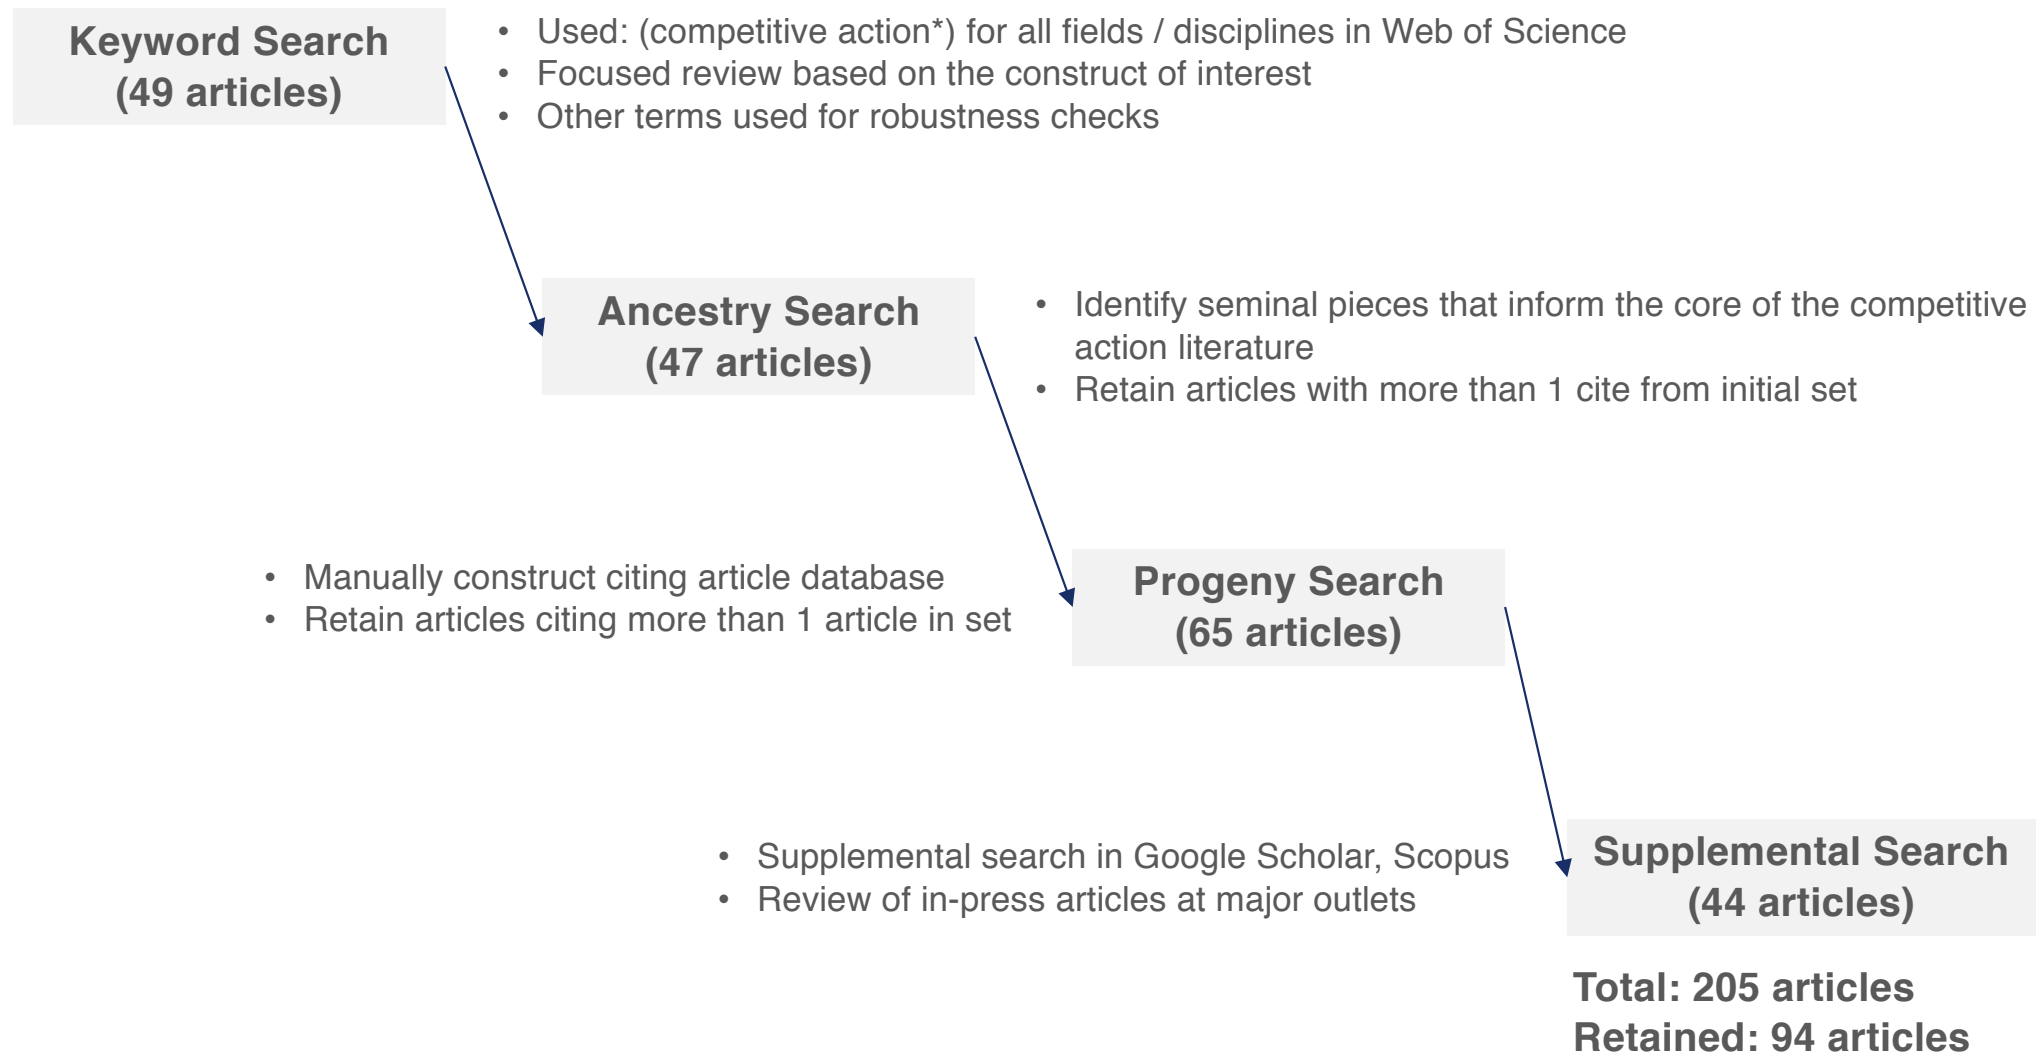 Keyword Search
(49 articles)
• Used: (competitive action*) for all fields / disciplines in Web of Science
• Focused review based on the construct of interest
• Other terms used for robustness checks
Ancestry Search
(47 articles)
• Identify seminal pieces that inform the core of the competitive
action literature
• Retain articles with more than 1 cite from initial set
• Manually construct citing article database
• Retain articles citing more than 1 article in set
Progeny Search
(65 articles)
• Supplemental search in Google Scholar, Scopus
• Review of in-press articles at major outlets
Supplemental Search
(44 articles)
Total: 205 articles
Retained: 94 articles